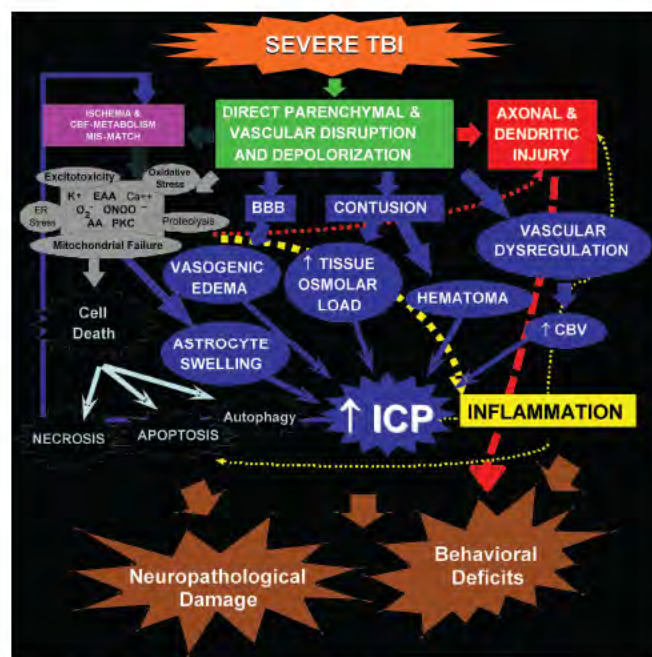 SEVERE TBI
ISCHEMIA &
CBF-METABOLISM
MIS-MATCH
DIRECT PARENCHYMAL &
VASCULAR DISRUPTION
AND DEPOLORIZATION
AXONAL &
DENDRITIC
INJURY
Excitotoxicity
Oxidative
Stress
K+ EAA Ca++
O2- ONOO-
AA PKC
ER
Stress
Proteolysis
Mitochondrial Failure
BBB
CONTUSION
VASCULAR
DYSREGULATION
VASOGENIC
EDEMA
↑ TISSUE
OSMOLAR
LOAD
HEMATOMA
Cell
Death
ASTROCYTE
SWELLING
↑ CBV
↑ ICP
INFLAMMATION
Autophagy
NECROSIS
APOPTOSIS
Neuropathological
Damage
Behavioral
Deficits